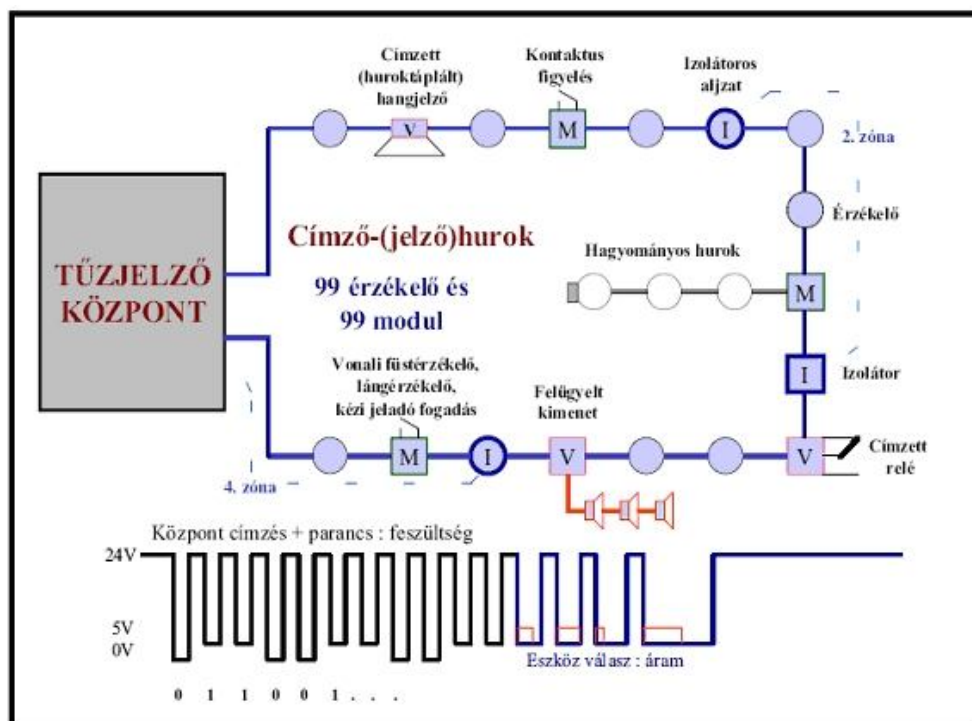 Címzett
(huroktáplált)
hangjelző
Kontaktus
figyelés
Izolátoros
aljzat
V
M
I
2. zóna
Érzékelő
TŰZJELZŐ
KÖZPONT
Címző-(jelző)hurok
99 érzékelő és
99 modul
Hagyományos hurok
M
I
Izolátor
Vonali füstérzékelő,
lángérzékelő,
kézi jeladó fogadás
Felügyelt
kimenet
M
I
V
V
Címzett
relé
4. zóna
Központ címzés + parancs : feszültség
24V
5V
0V
Eszköz válasz : áram
0 1 1 0 0 1 . . .